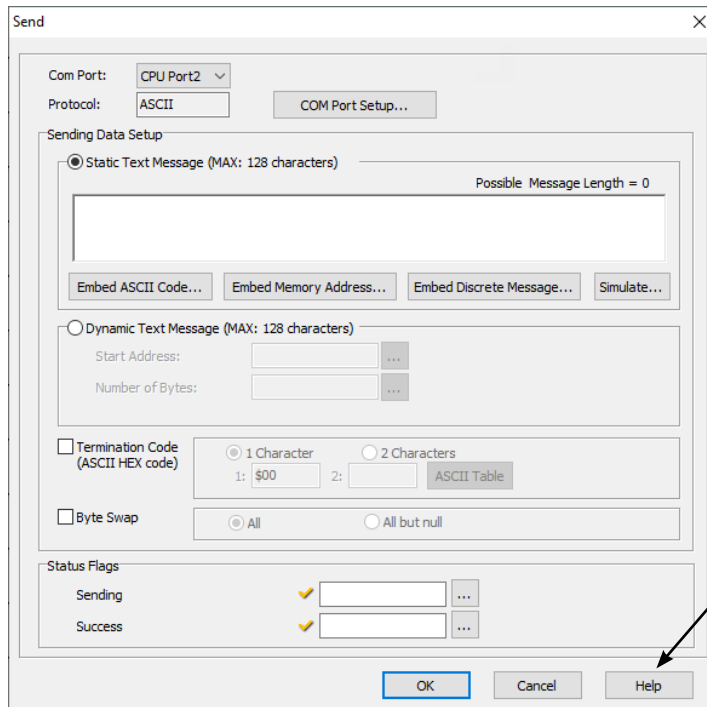 Send
Com Port: CPU Port2
Protocol: ASCII COM Port Setup...
Sending Data Setup
Static Text Message (MAX: 128 characters)
Possible Message Length = 0
Embed ASCII Code... Embed Memory Address... Embed Discrete Message... Simulate...
Dynamic Text Message (MAX: 128 characters)
Start Address: ...
Number of Bytes: ...
Termination Code 1 Character 2 Characters
(ASCII HEX code) 1: $00 2: ASCII Table
Byte Swap All All but null
Status Flags
Sending ...
Success ...
OK Cancel Help